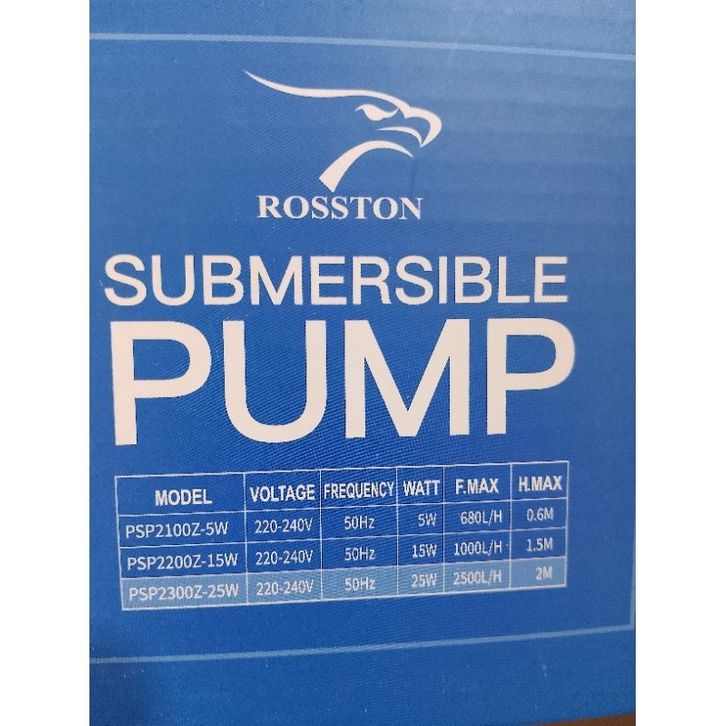 ROSSTON
SUBMERSIBLE
PUMP
MODEL VOLTAGE FREQUENCY WATT F.MAX H.MAX
PSP2100Z-5W 220-240V 50Hz 5W 680L/H 0.6M
PSP2200Z-15W 220-240V 50Hz 15W 1000L/H 1.5M
PSP2300Z-25W 220-240V 50Hz 25W 2500L/H 2M